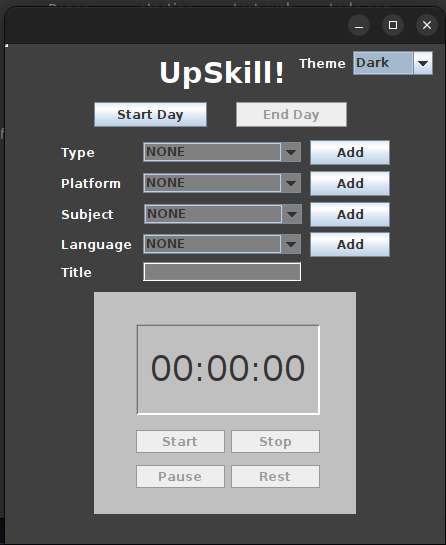 UpSkill!
Theme Dark
Start Day End Day
Type NONE Add
Platform NONE Add
Subject NONE Add
Language NONE Add
Title
00:00:00
Start Stop
Pause Rest